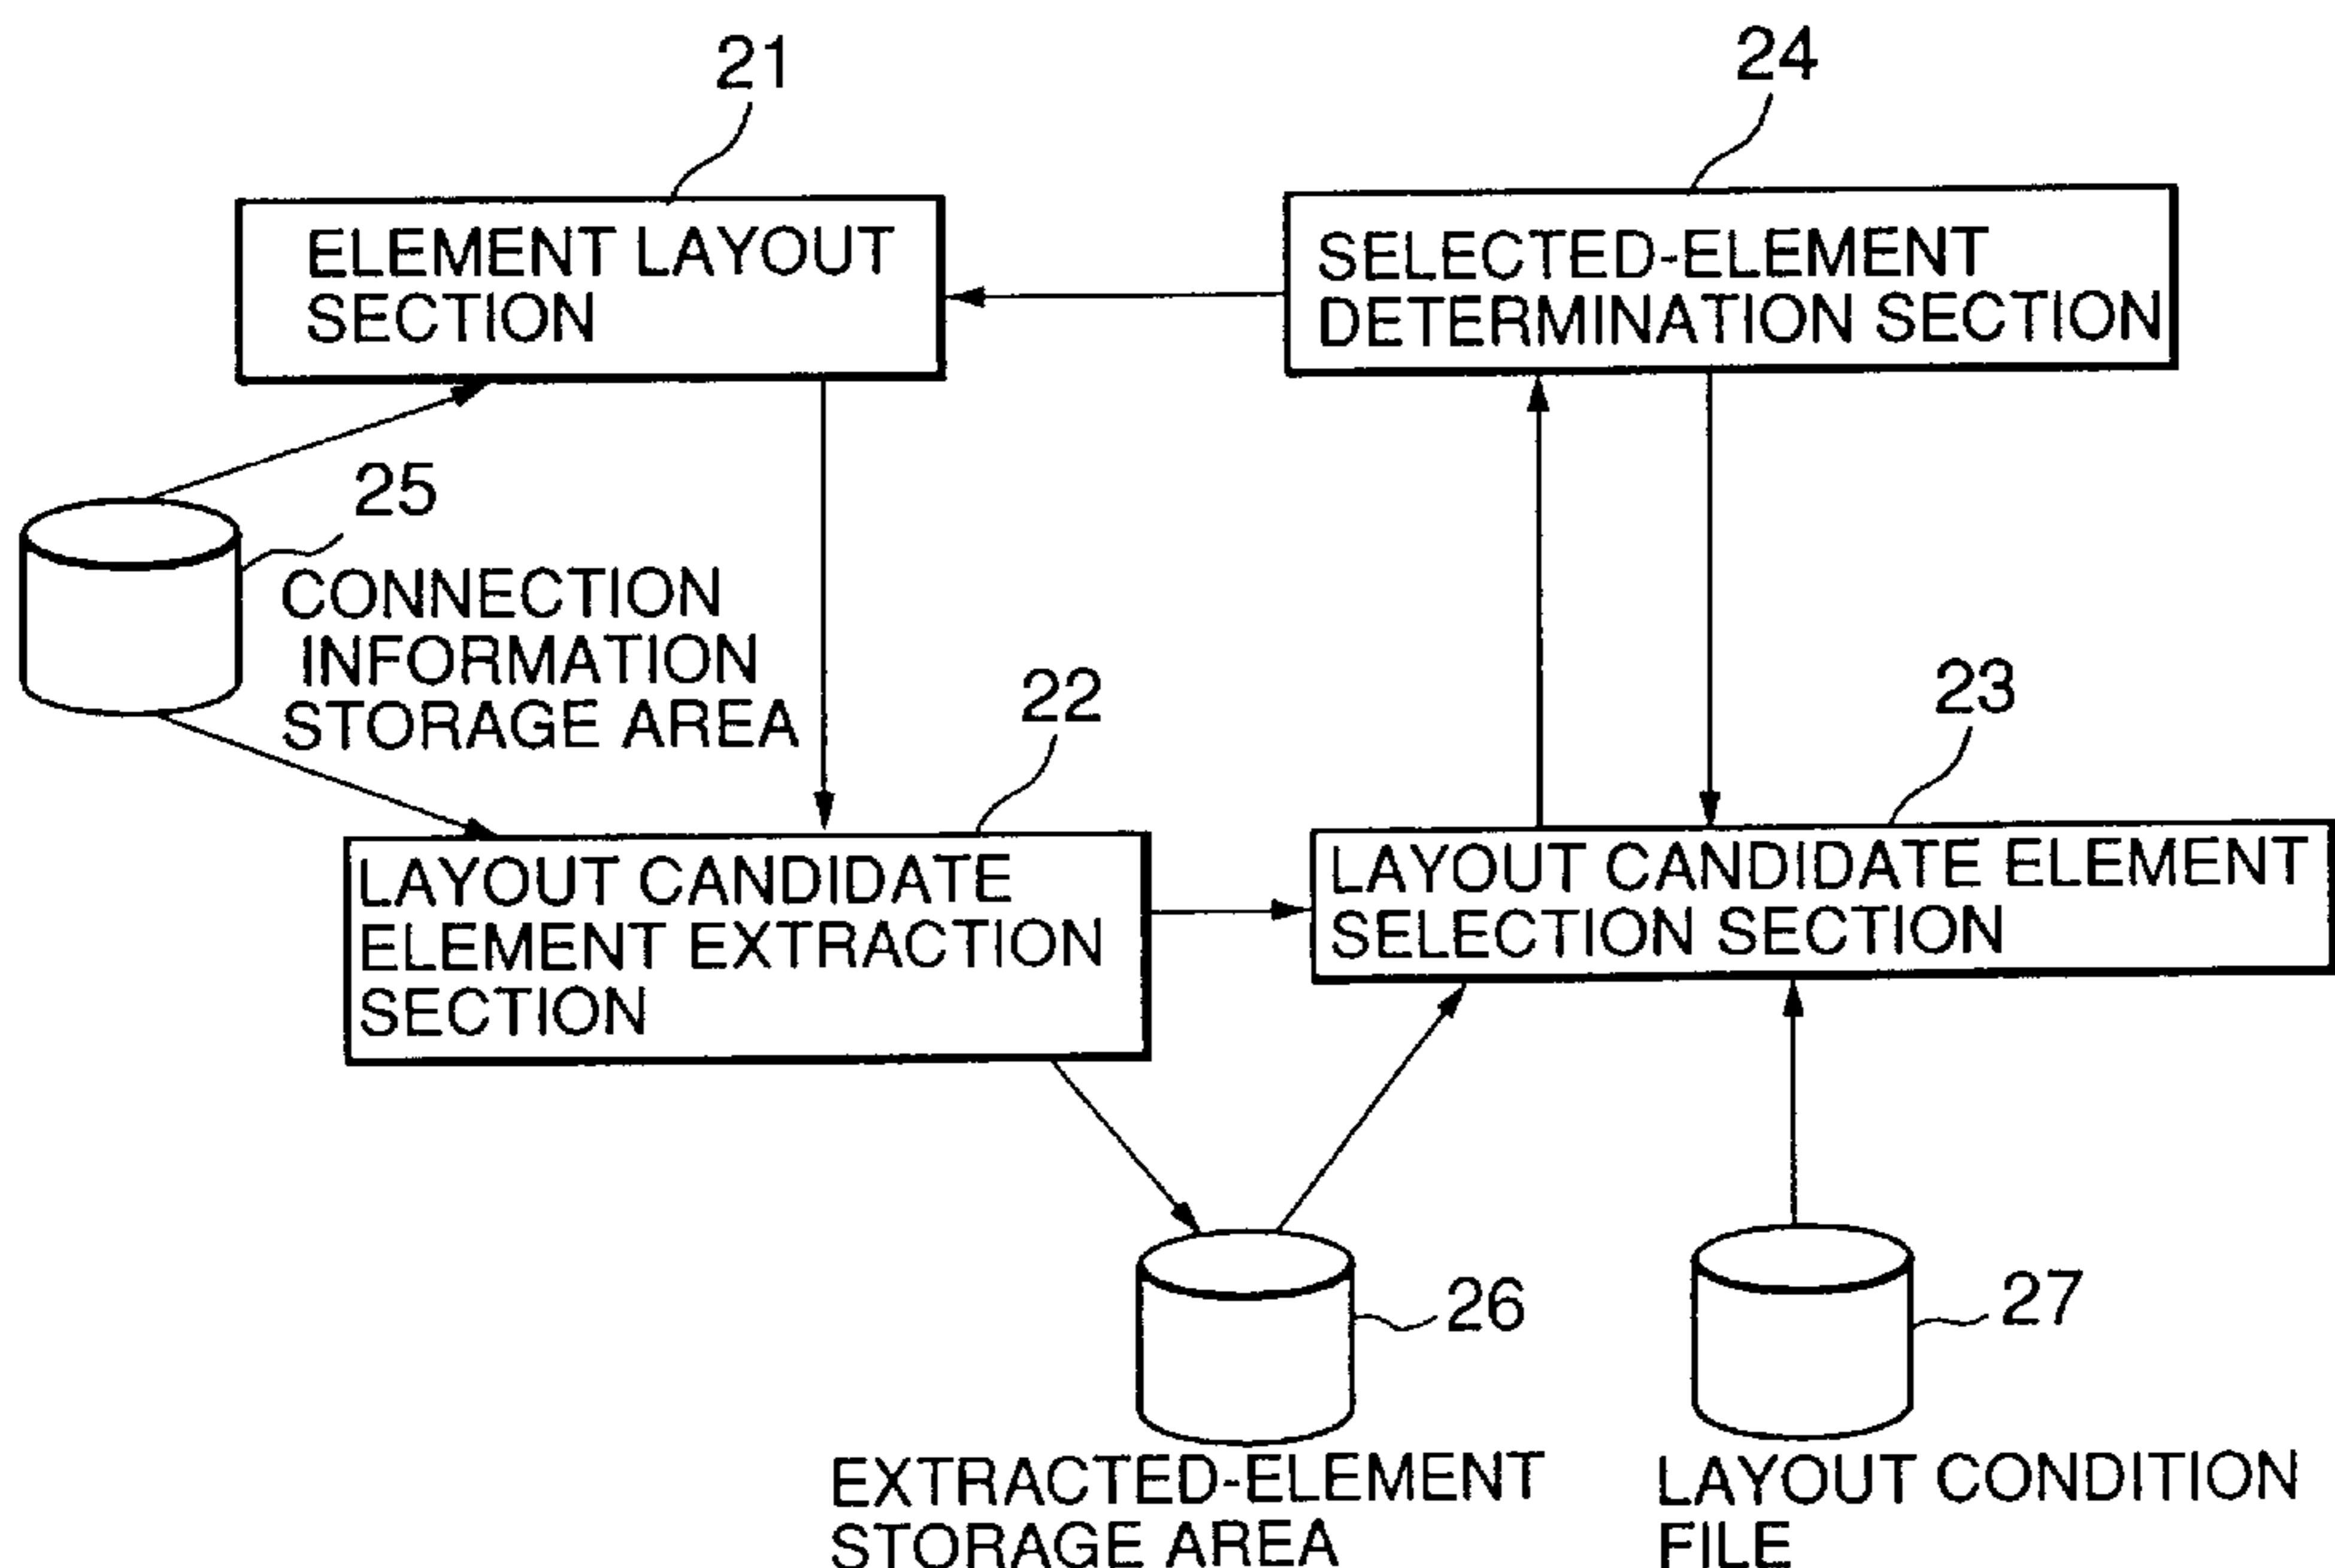 21
24
ELEMENT LAYOUT
SECTION
SELECTED-ELEMENT
DETERMINATION SECTION
25
CONNECTION
INFORMATION
STORAGE AREA
22
23
LAYOUT CANDIDATE
ELEMENT EXTRACTION
SECTION
LAYOUT CANDIDATE ELEMENT
SELECTION SECTION
26
27
EXTRACTED-ELEMENT
STORAGE AREA
LAYOUT CONDITION
FILE